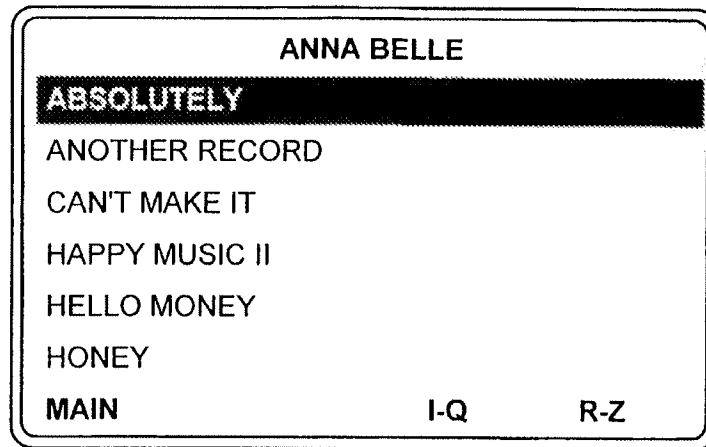 ANNA BELLE
ABSOLUTELY
ANOTHER RECORD
CAN'T MAKE IT
HAPPY MUSIC II
HELLO MONEY
HONEY
MAIN I-Q R-Z